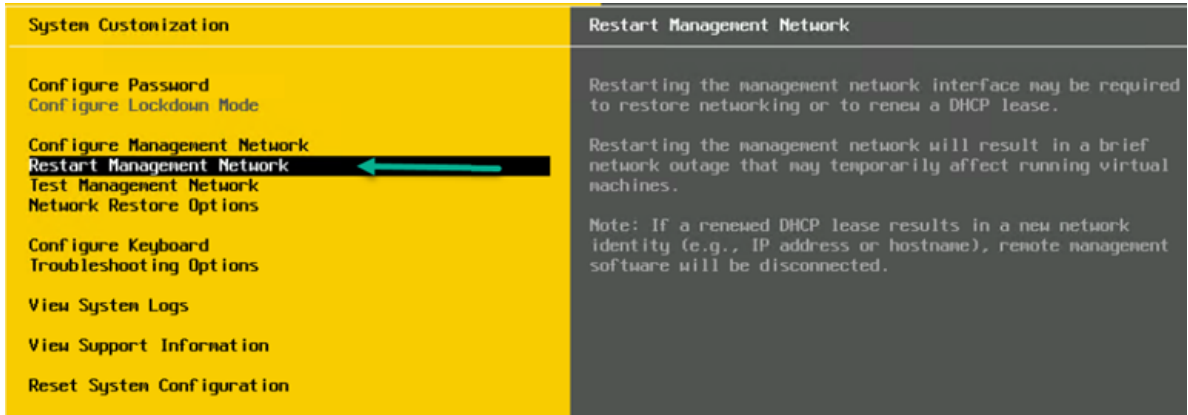 System Customization
Configure Password
Configure Lockdown Mode
Configure Management Network
Restart Management Network
Test Management Network
Network Restore Options
Configure Keyboard
Troubleshooting Options
View System Logs
View Support Information
Reset System Configuration
Restart Management Network
Restarting the management network interface may be required
to restore networking or to renew a DHCP lease.
Restarting the management network will result in a brief
network outage that may temporarily affect running virtual
machines.
Note: If a renewed DHCP lease results in a new network
identity (e.g., IP address or hostname), remote management
software will be disconnected.